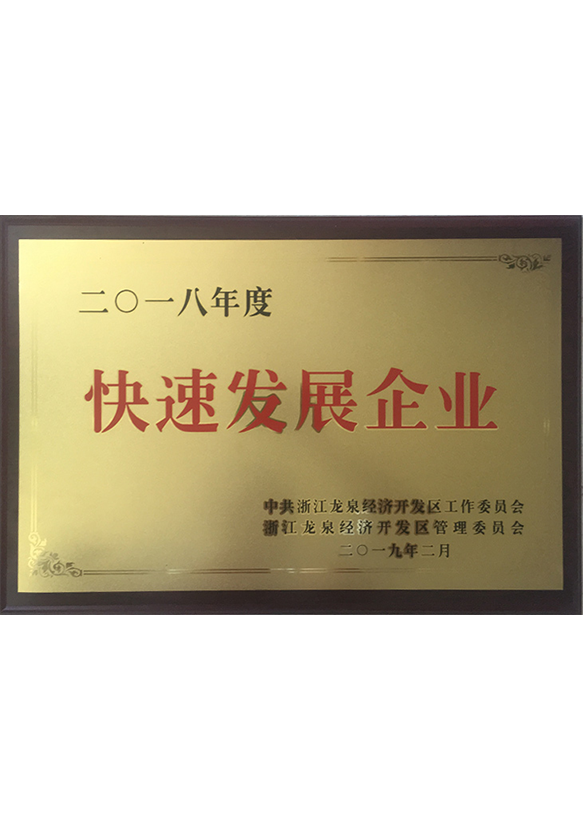 二〇一八年度
快速发展企业
中共浙江龙泉经济开发区工作委员会
浙江龙泉经济开发区管理委员会
二〇一九年二月